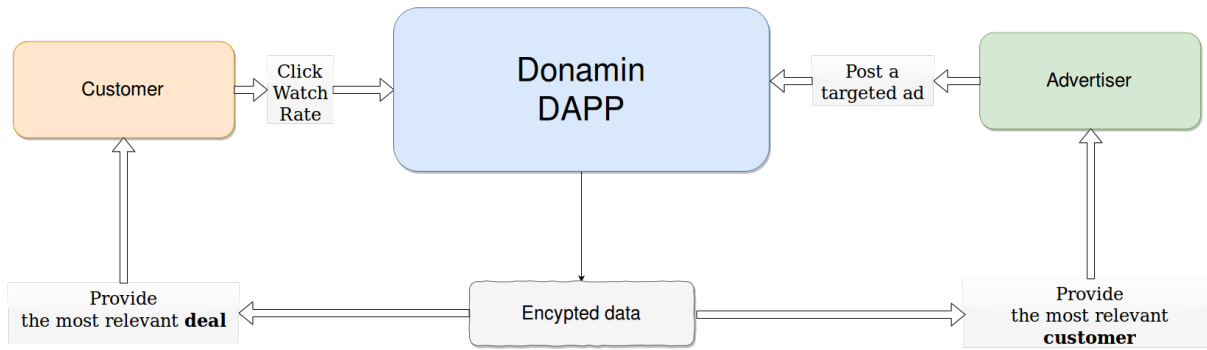 Customer
Click
Watch
Rate
Donamin
DAPP
Post a
targeted ad
Advertiser
Provide
the most relevant deal
Encypted data
Provide
the most relevant
customer